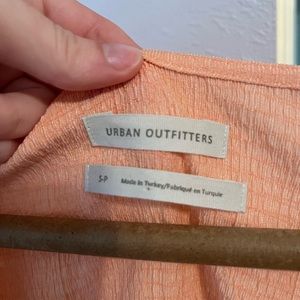 URBAN OUTFITTERS
S-P Made in Turkey/Fabriqué en Turquie